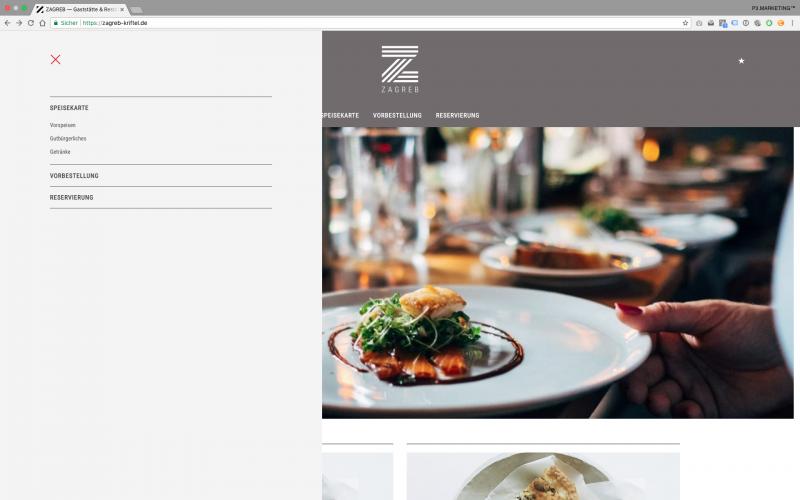 ZAGREB — Gaststätte & Rest
P3.MARKETING™
Sicher https://zagreb-kriftel.de
ZAGREB
SPEISEKARTE VORBESTELLUNG RESERVIERUNG
SPEISEKARTE
Vorspeisen
Gutbürgerliches
Getränke
VORBESTELLUNG
RESERVIERUNG